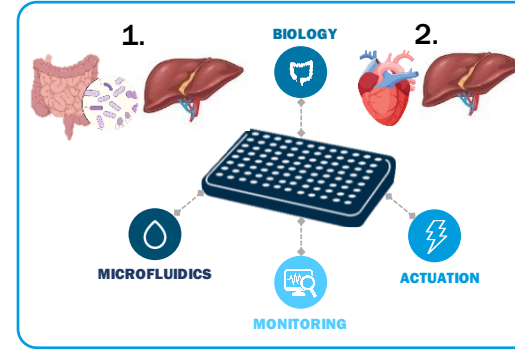 1.
BIOLOGY
2.
MICROFLUIDICS
ACTUATION
MONITORING